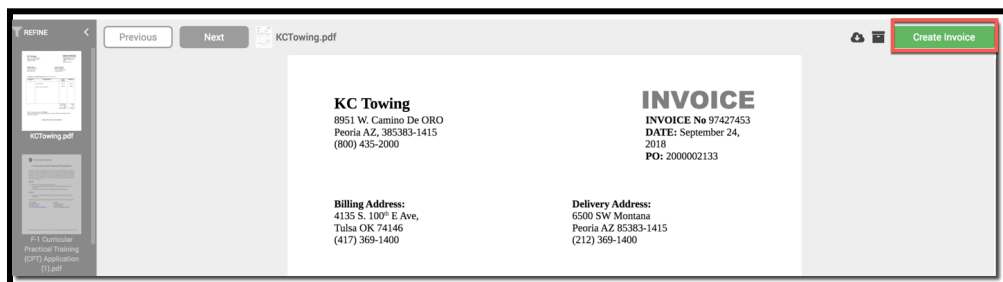 REFINE
Previous
Next
KCTowing.pdf
Create Invoice
KCTowing.pdf
F-1 Curricular
Practical Training
(CPT) Application
(1).pdf
KC Towing
8951 W. Camino De ORO
Peoria AZ, 385383-1415
(800) 435-2000
INVOICE
INVOICE No 97427453
DATE: September 24,
2018
PO: 2000002133
Billing Address:
4135 S. 100th E Ave,
Tulsa OK 74146
(417) 369-1400
Delivery Address:
6500 SW Montana
Peoria AZ 85383-1415
(212) 369-1400